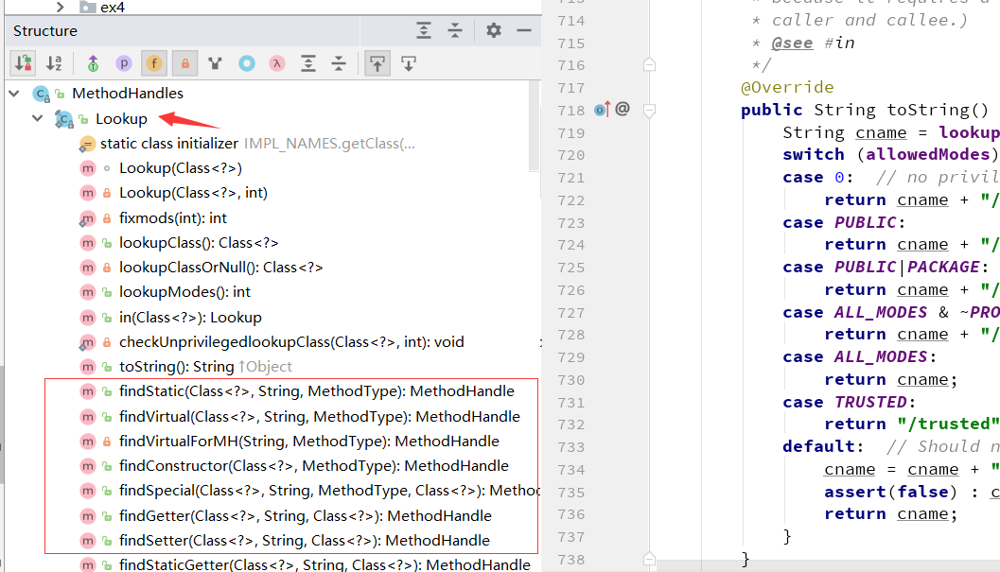 ex4
Structure
MethodHandles
Lookup
static class initializer IMPL_NAMES.getClass(...
Lookup(Class<?>)
Lookup(Class<?>, int)
fixmods(int): int
lookupClass(): Class<?>
lookupClassOrNull(): Class<?>
lookupModes(): int
in(Class<?>): Lookup
checkUnprivilegedlookupClass(Class<?>, int): void
toString(): String ↑Object
findStatic(Class<?>, String, MethodType): MethodHandle
findVirtual(Class<?>, String, MethodType): MethodHandle
findVirtualForMH(String, MethodType): MethodHandle
findConstructor(Class<?>, MethodType): MethodHandle
findSpecial(Class<?>, String, MethodType, Class<?>): Metho
findGetter(Class<?>, String, Class<?>): MethodHandle
findSetter(Class<?>, String, Class<?>): MethodHandle
findStaticGetter(Class<?>, String, Class<?>): MethodHandle
714 * caller and callee.)
715 * @see #in
716 */
717 @Override
718 public String toString()
719 String cname = lookup
720 switch (allowedModes)
721 case 0: // no privil
722 return cname + "/
723 case PUBLIC:
724 return cname + "/
725 case PUBLIC|PACKAGE:
726 return cname + "/
727 case ALL_MODES & ~PRO
728 return cname + "/
729 case ALL_MODES:
730 return cname;
731 case TRUSTED:
732 return "/trusted"
733 default: // Should n
734 cname = cname + "
735 assert(false) : c
736 return cname;
737 }
738 }